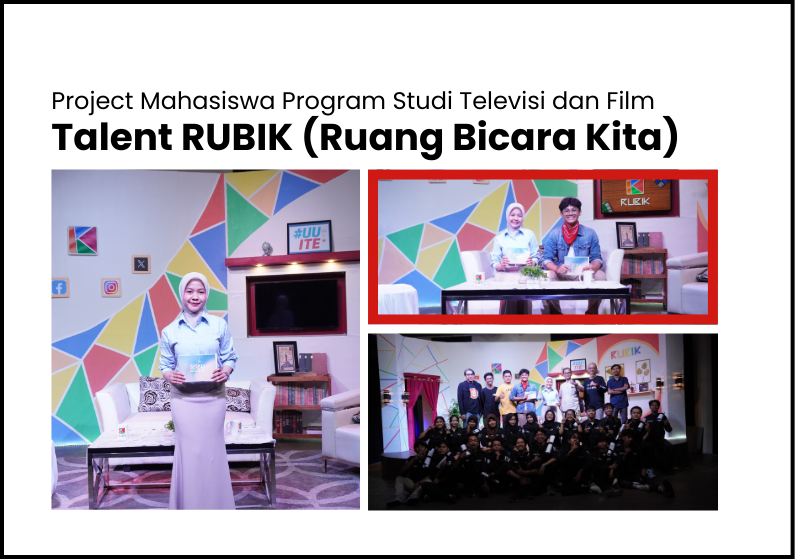 Project Mahasiswa Program Studi Televisi dan Film
Talent RUBIK (Ruang Bicara Kita)
#UU
ITE
RUBIK
RUBIK